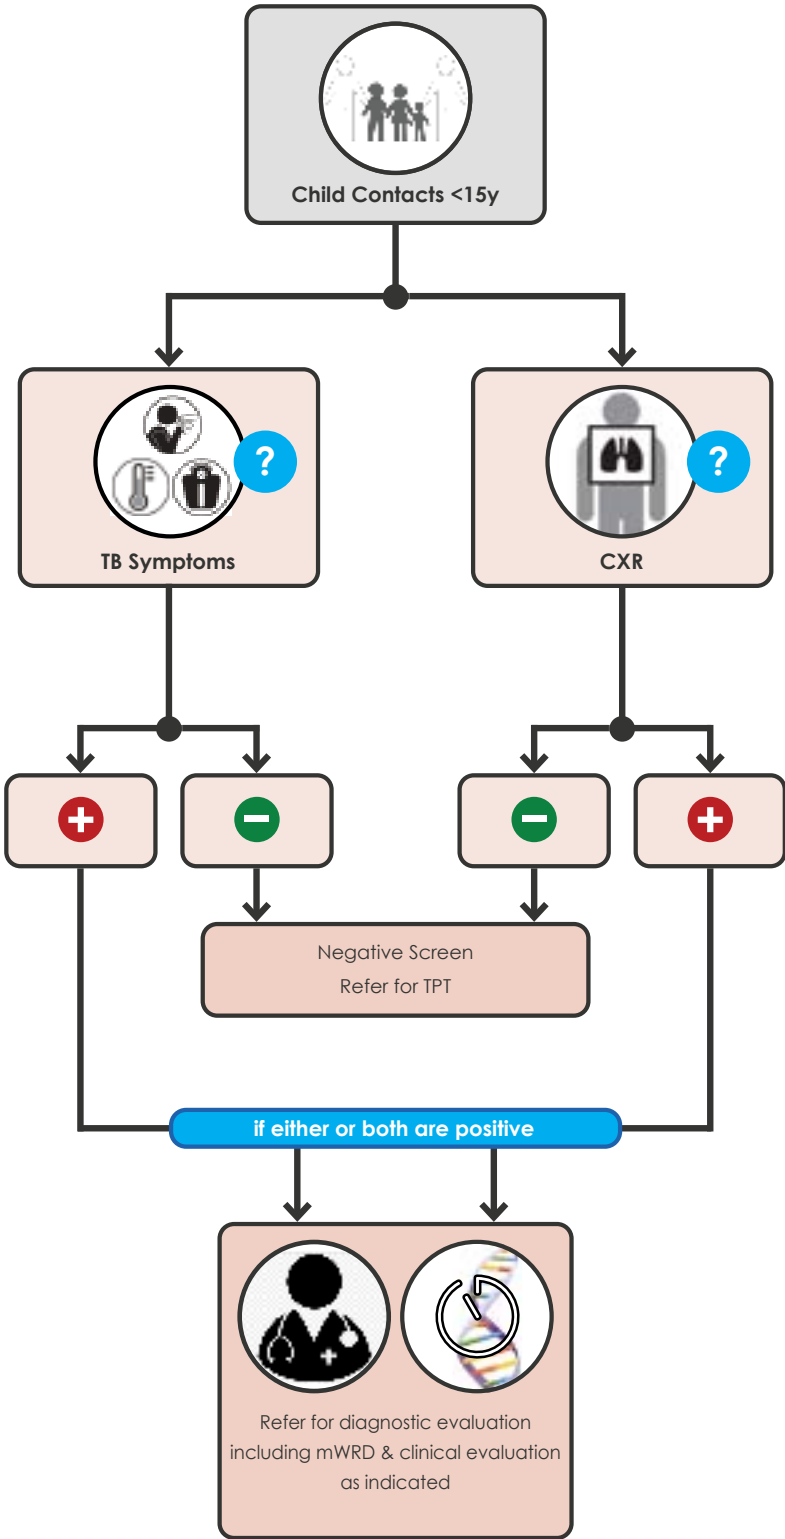 Child Contacts <15y
?
?
TB Symptoms
CXR
Negative Screen
Refer for TPT
if either or both are positive
Refer for diagnostic evaluation
including mWRD & clinical evaluation
as indicated